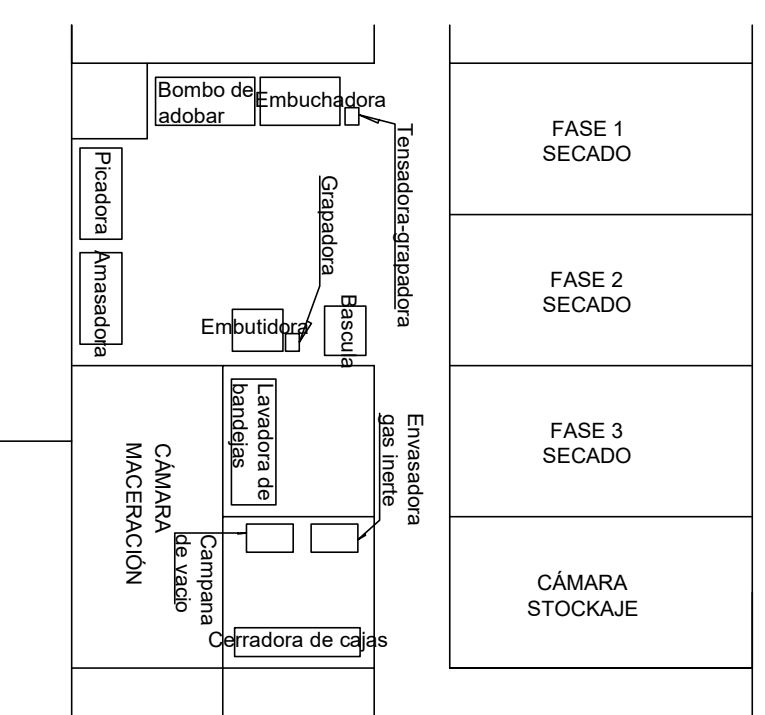 Bombo de
adobar
Embuchadora
Tensadora-grapadora
Picadora
Grapadora
Amasadora
Embutidora
Bascula
Lavadora de
bandejas
Envasadora
gas inerte
CÁMARA
MACERACIÓN
Campana
de vacio
Cerradora de cajas
FASE 1
SECADO
FASE 2
SECADO
FASE 3
SECADO
CÁMARA
STOCKAJE